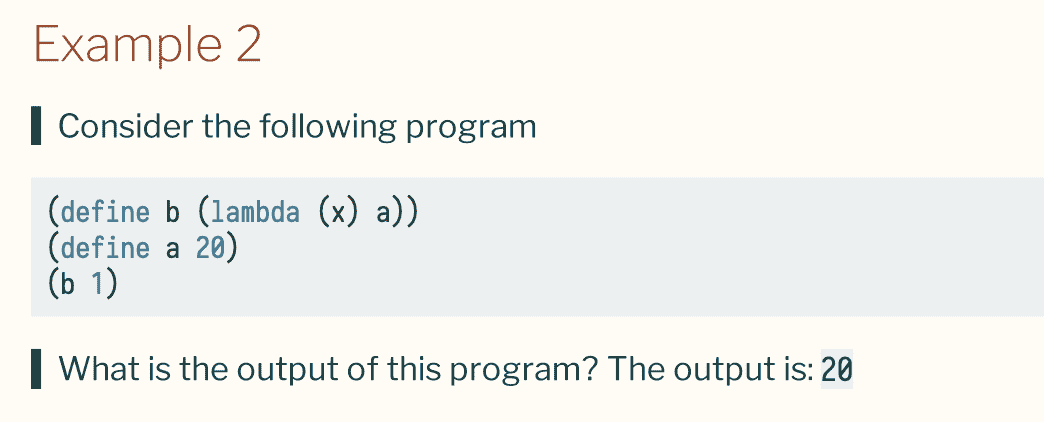 Example 2
Consider the following program
(define b (lambda (x) a))
(define a 20)
(b 1)
What is the output of this program? The output is: 20